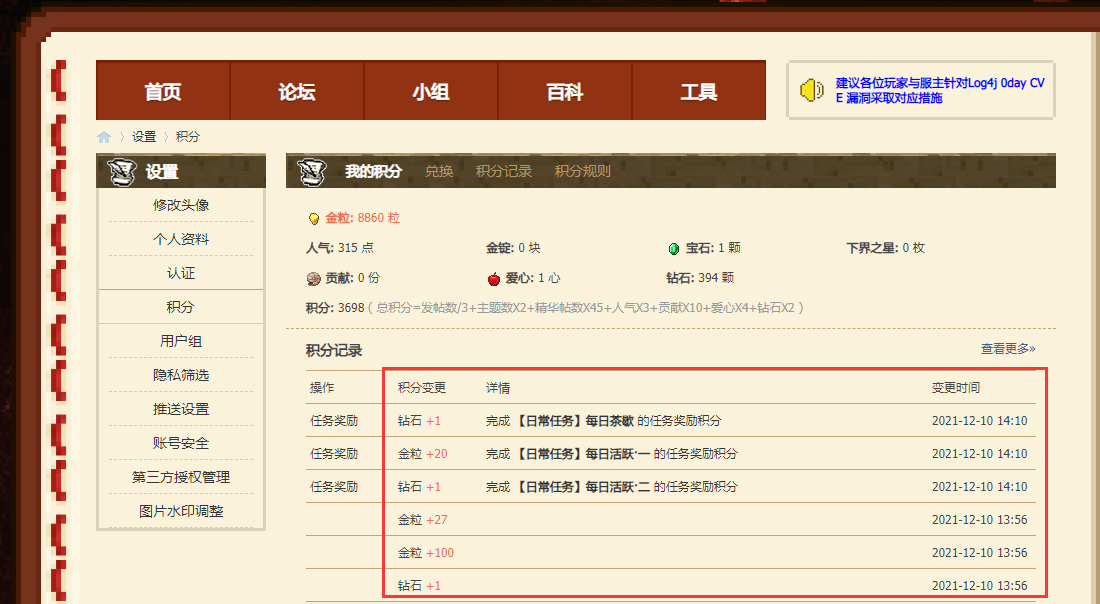 首页 论坛 小组 百科 工具
建议各位玩家与服主针对Log4j 0day CV
E 漏洞采取对应措施
设置 积分
设置
修改头像
个人资料
认证
积分
用户组
隐私筛选
推送设置
账号安全
第三方授权管理
图片水印调整
我的积分 兑换 积分记录 积分规则
金粒: 8860 粒
人气: 315 点 金锭: 0 块 宝石: 1 颗 下界之星: 0 枚
贡献: 0 份 爱心: 1 心 钻石: 394 颗
积分: 3698 ( 总积分=发帖数/3+主题数X2+精华帖数X45+人气X3+贡献X10+爱心X4+钻石X2 )
积分记录 查看更多»
操作 积分变更 详情 变更时间
任务奖励 钻石 +1 完成 【日常任务】每日茶歇 的任务奖励积分 2021-12-10 14:10
任务奖励 金粒 +20 完成 【日常任务】每日活跃·一 的任务奖励积分 2021-12-10 14:10
任务奖励 钻石 +1 完成 【日常任务】每日活跃·二 的任务奖励积分 2021-12-10 14:10
金粒 +27 2021-12-10 13:56
金粒 +100 2021-12-10 13:56
钻石 +1 2021-12-10 13:56